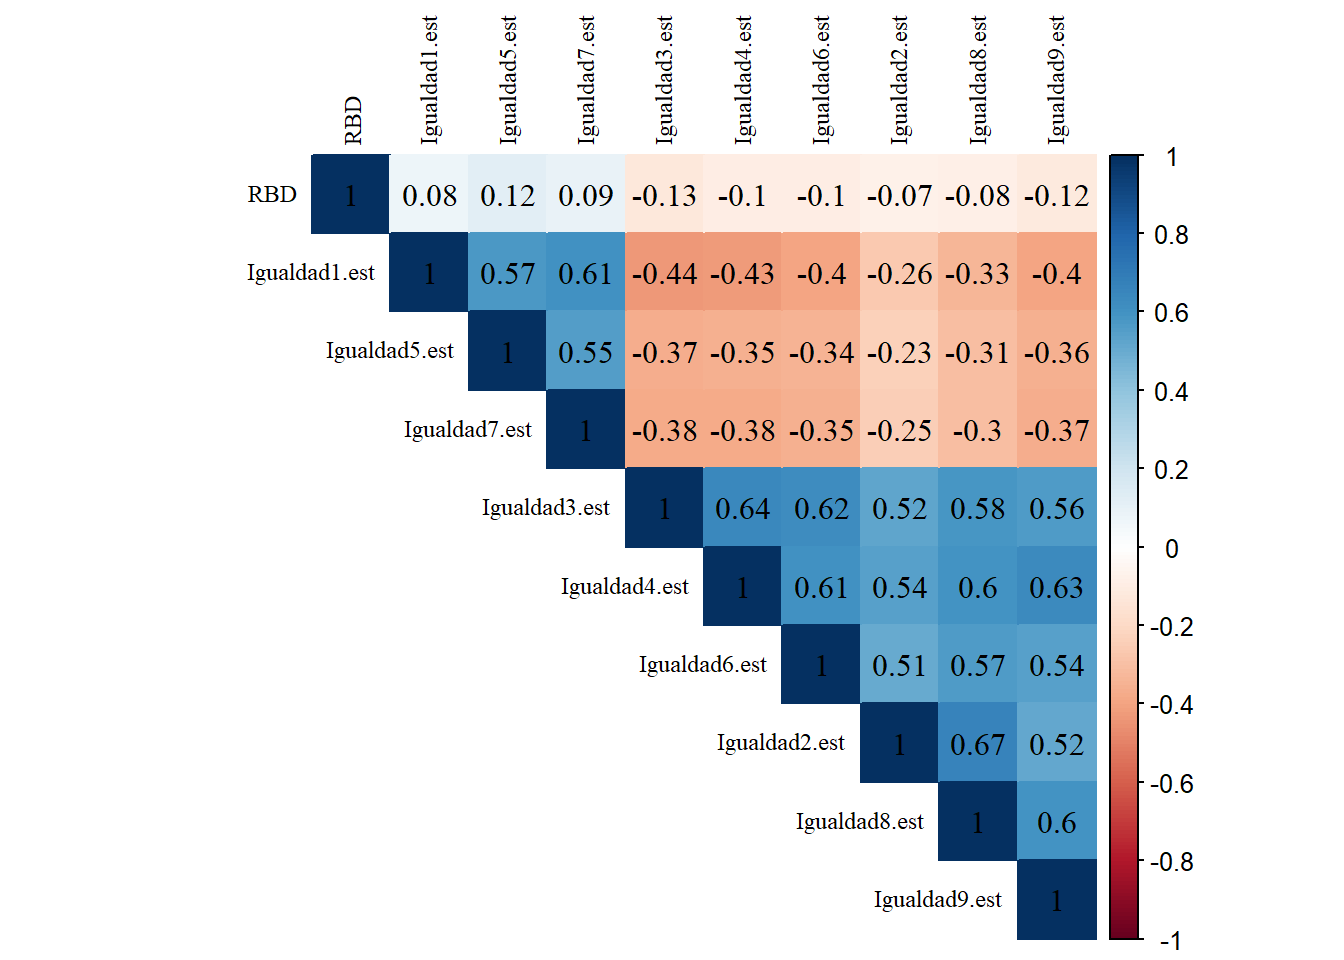 RBD Igualdad1.est Igualdad5.est Igualdad7.est Igualdad3.est Igualdad4.est Igualdad6.est Igualdad2.est Igualdad8.est Igualdad9.est
RBD 1 0.08 0.12 0.09 -0.13 -0.1 -0.1 -0.07 -0.08 -0.12
Igualdad1.est 1 0.57 0.61 -0.44 -0.43 -0.4 -0.26 -0.33 -0.4
Igualdad5.est 1 0.55 -0.37 -0.35 -0.34 -0.23 -0.31 -0.36
Igualdad7.est 1 -0.38 -0.38 -0.35 -0.25 -0.3 -0.37
Igualdad3.est 1 0.64 0.62 0.52 0.58 0.56
Igualdad4.est 1 0.61 0.54 0.6 0.63
Igualdad6.est 1 0.51 0.57 0.54
Igualdad2.est 1 0.67 0.52
Igualdad8.est 1 0.6
Igualdad9.est 1
1
0.8
0.6
0.4
0.2
0
-0.2
-0.4
-0.6
-0.8
-1